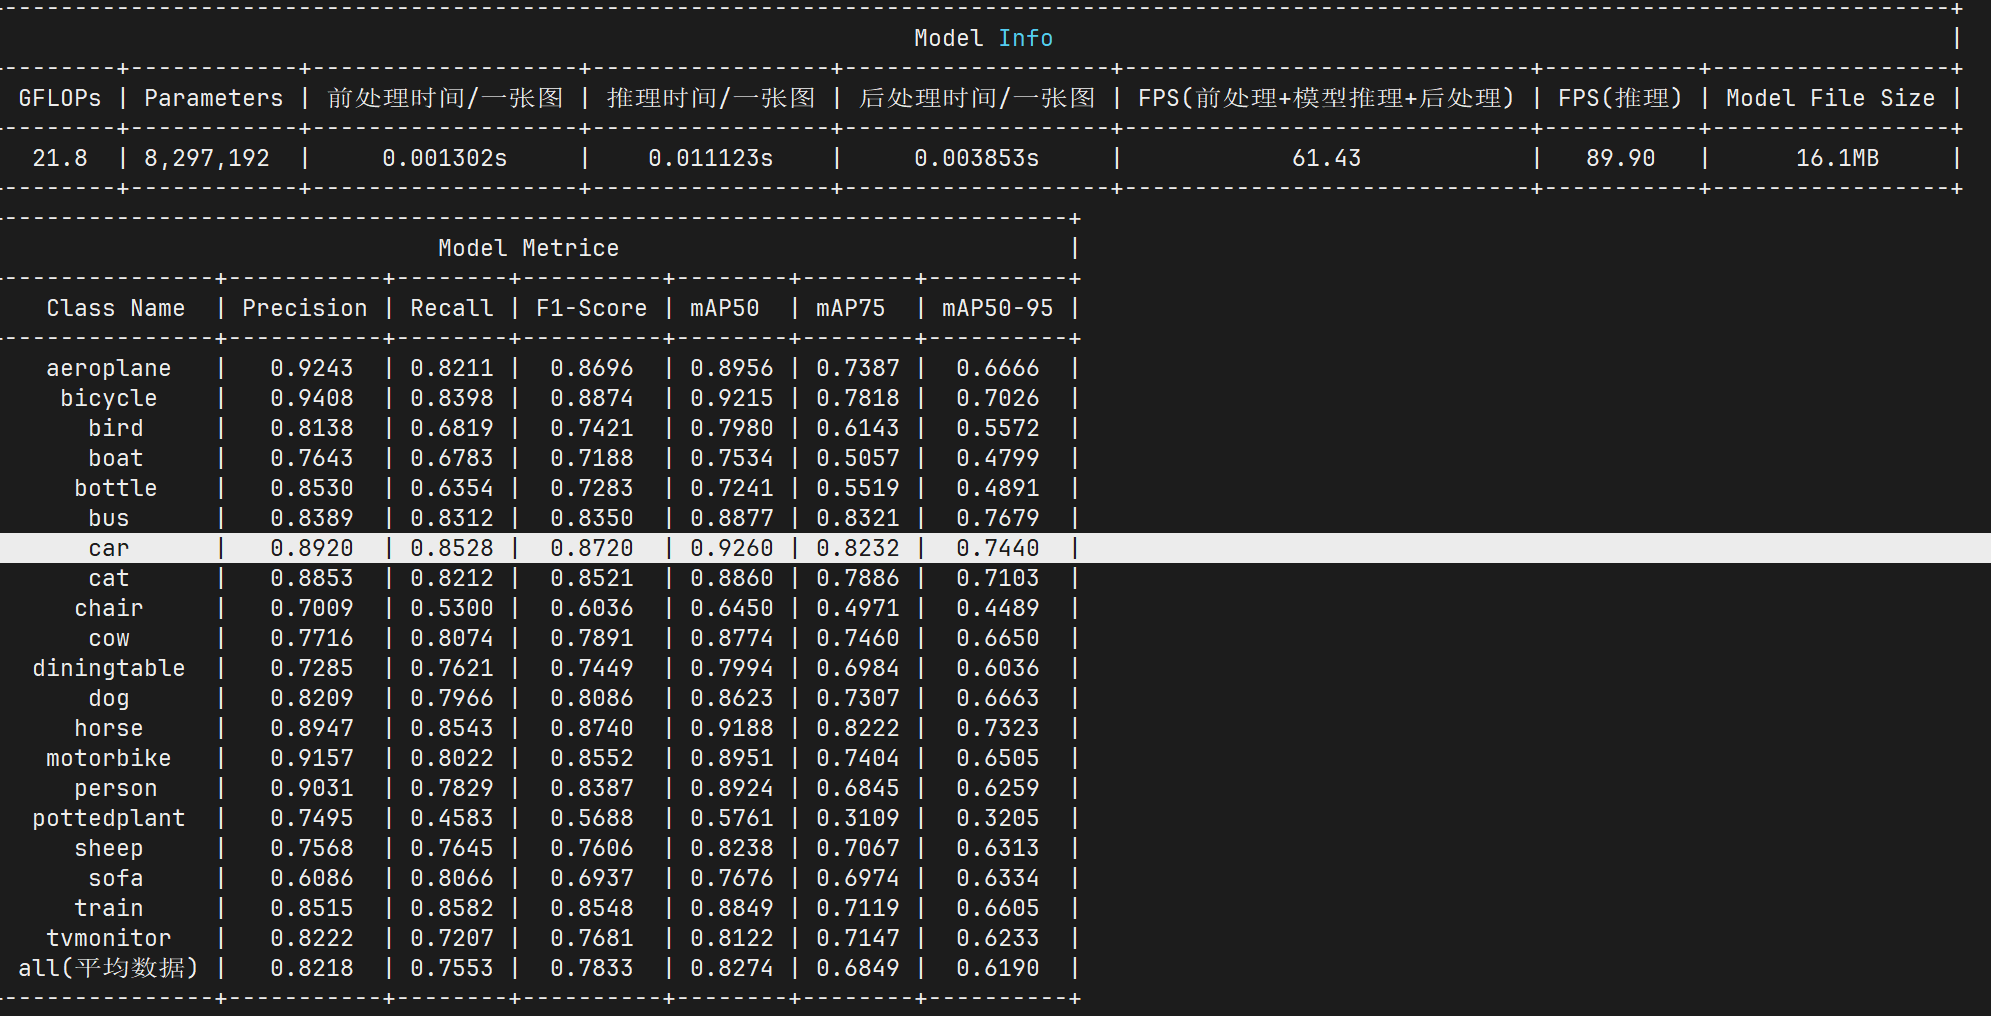 Model Info
GFLOPs | Parameters | 前处理时间/一张图 | 推理时间/一张图 | 后处理时间/一张图 | FPS(前处理+模型推理+后处理) | FPS(推理) | Model File Size |
21.8 | 8,297,192 | 0.001302s | 0.011123s | 0.003853s | 61.43 | 89.90 | 16.1MB |
Model Metrice
Class Name | Precision | Recall | F1-Score | mAP50 | mAP75 | mAP50-95 |
aeroplane | 0.9243 | 0.8211 | 0.8696 | 0.8956 | 0.7387 | 0.6666 |
bicycle | 0.9408 | 0.8398 | 0.8874 | 0.9215 | 0.7818 | 0.7026 |
bird | 0.8138 | 0.6819 | 0.7421 | 0.7980 | 0.6143 | 0.5572 |
boat | 0.7643 | 0.6783 | 0.7188 | 0.7534 | 0.5057 | 0.4799 |
bottle | 0.8530 | 0.6354 | 0.7283 | 0.7241 | 0.5519 | 0.4891 |
bus | 0.8389 | 0.8312 | 0.8350 | 0.8877 | 0.8321 | 0.7679 |
car | 0.8920 | 0.8528 | 0.8720 | 0.9260 | 0.8232 | 0.7440 |
cat | 0.8853 | 0.8212 | 0.8521 | 0.8860 | 0.7886 | 0.7103 |
chair | 0.7009 | 0.5300 | 0.6036 | 0.6450 | 0.4971 | 0.4489 |
cow | 0.7716 | 0.8074 | 0.7891 | 0.8774 | 0.7460 | 0.6650 |
diningtable | 0.7285 | 0.7621 | 0.7449 | 0.7994 | 0.6984 | 0.6036 |
dog | 0.8209 | 0.7966 | 0.8086 | 0.8623 | 0.7307 | 0.6663 |
horse | 0.8947 | 0.8543 | 0.8740 | 0.9188 | 0.8222 | 0.7323 |
motorbike | 0.9157 | 0.8022 | 0.8552 | 0.8951 | 0.7404 | 0.6505 |
person | 0.9031 | 0.7829 | 0.8387 | 0.8924 | 0.6845 | 0.6259 |
pottedplant | 0.7495 | 0.4583 | 0.5688 | 0.5761 | 0.3109 | 0.3205 |
sheep | 0.7568 | 0.7645 | 0.7606 | 0.8238 | 0.7067 | 0.6313 |
sofa | 0.6086 | 0.8066 | 0.6937 | 0.7676 | 0.6974 | 0.6334 |
train | 0.8515 | 0.8582 | 0.8548 | 0.8849 | 0.7119 | 0.6605 |
tvmonitor | 0.8222 | 0.7207 | 0.7681 | 0.8122 | 0.7147 | 0.6233 |
all(平均数据) | 0.8218 | 0.7553 | 0.7833 | 0.8274 | 0.6849 | 0.6190 |